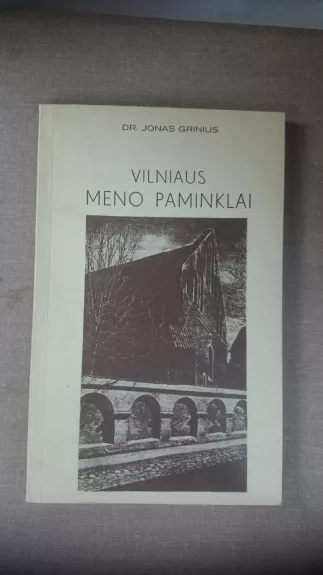 DR. JONAS GRINIUS
VILNIAUS
MENO PAMINKLAI